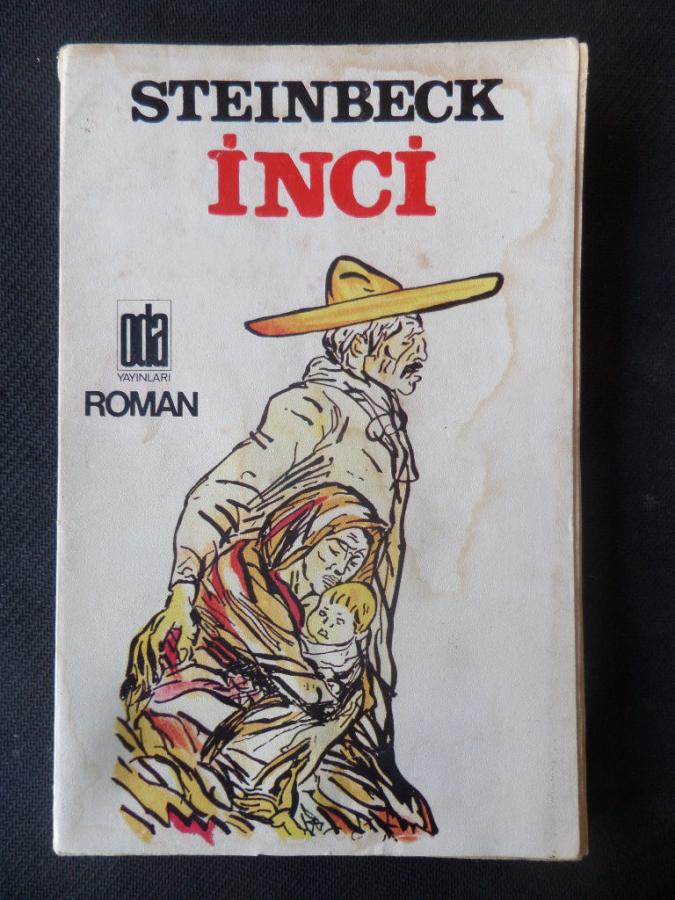 STEINBECK
İNCİ
oda
YAYINLARI
ROMAN